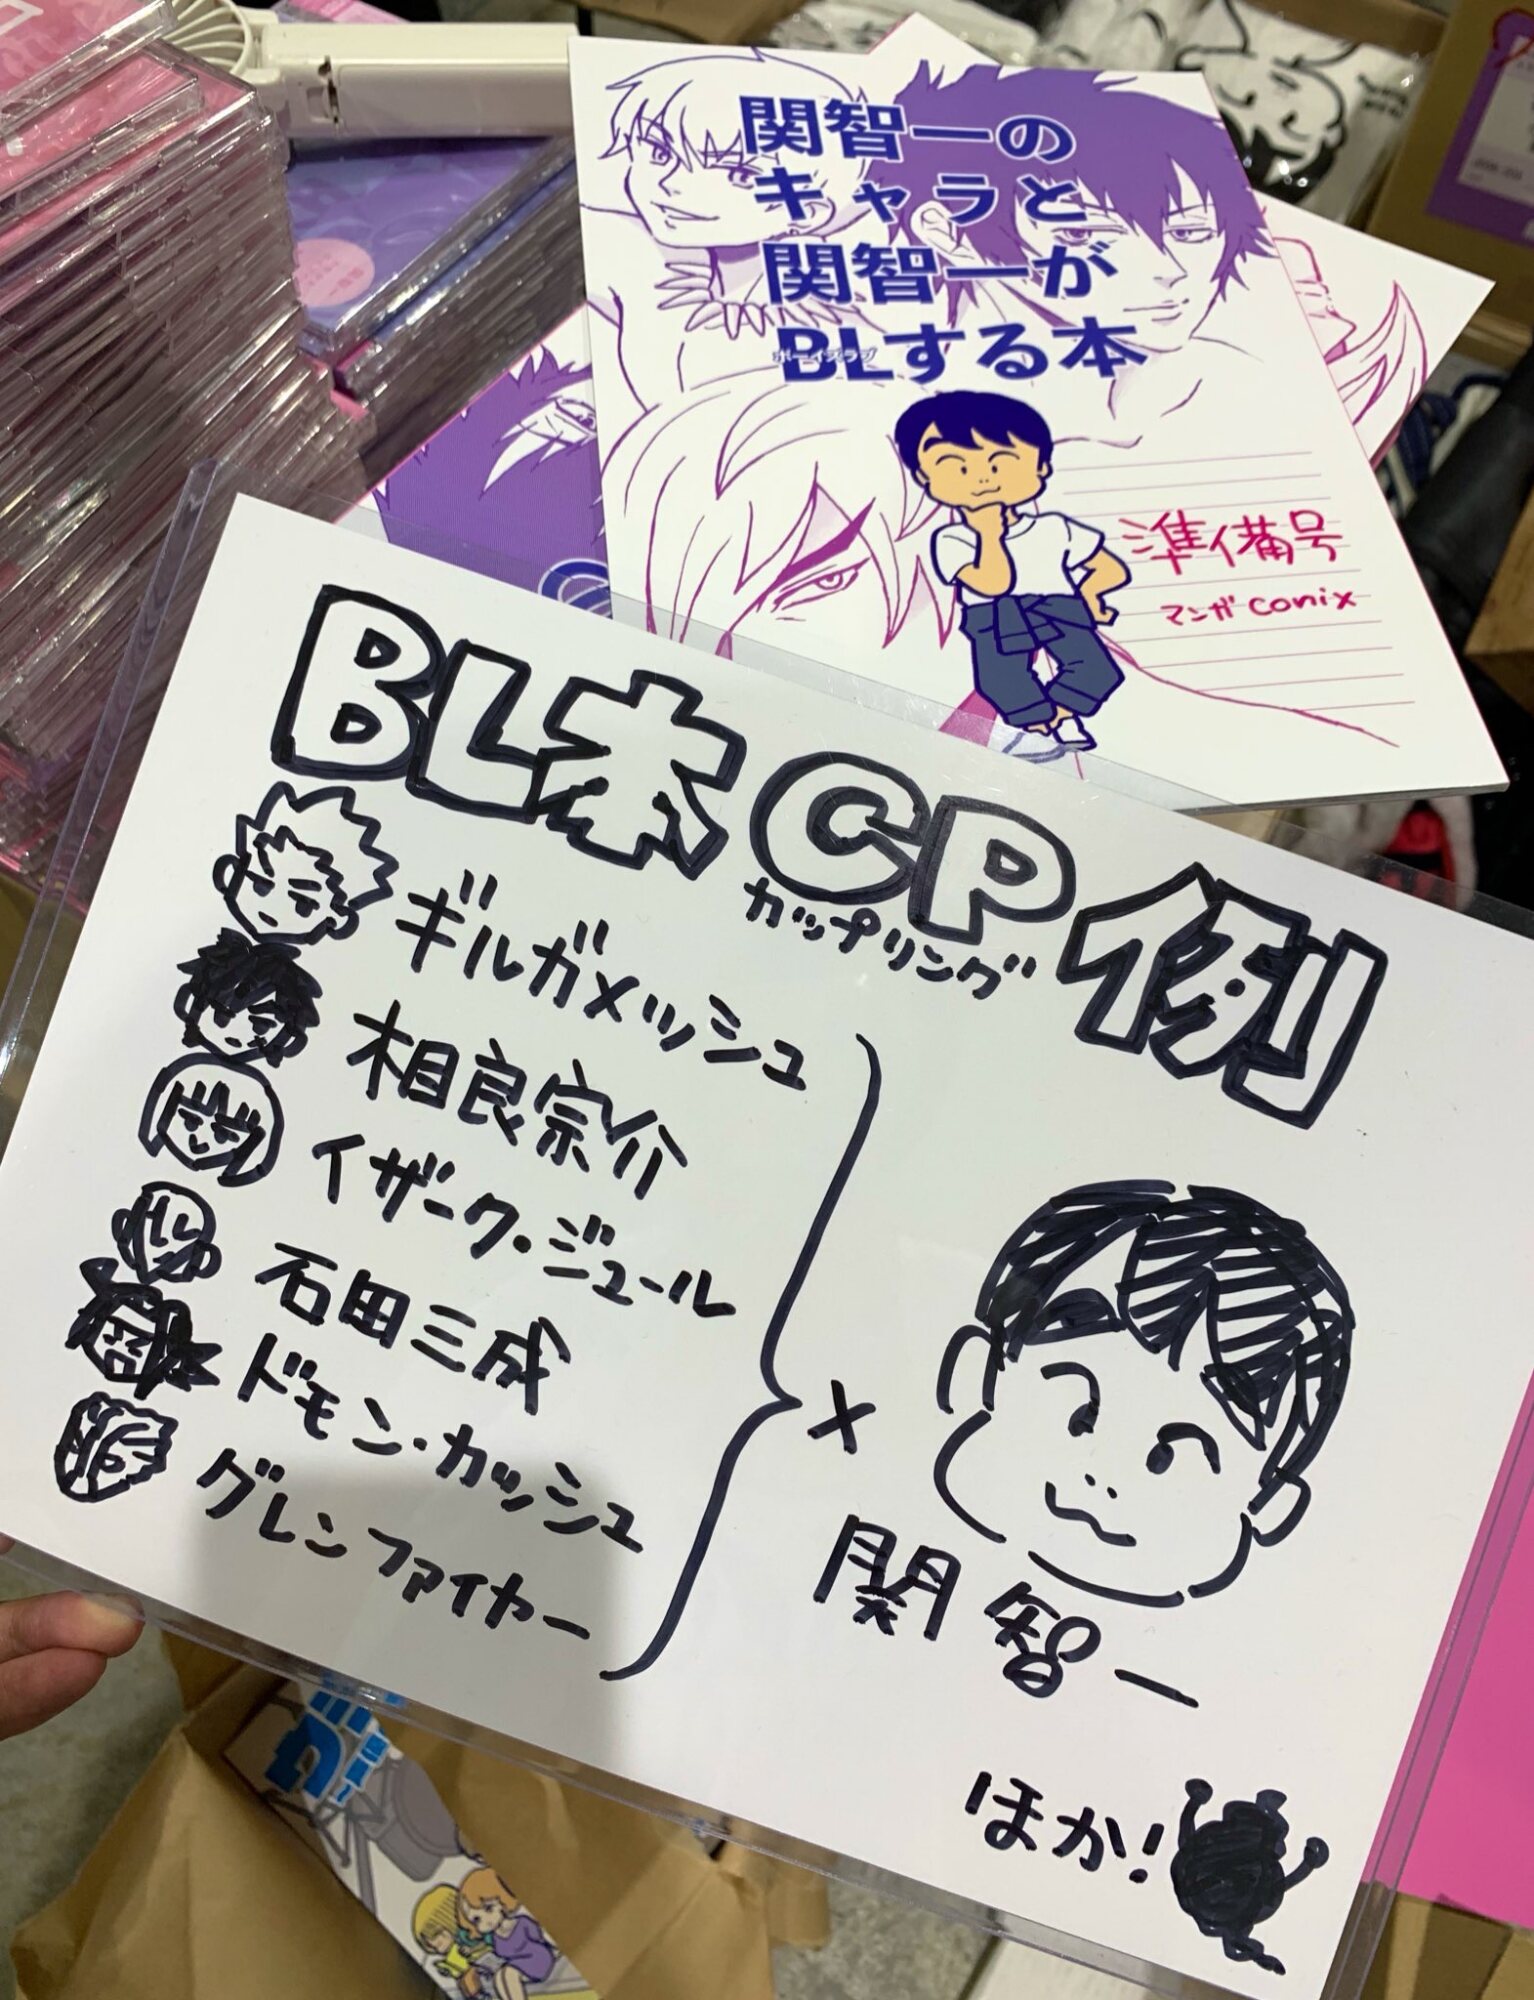 関智一の
キャラと
関智一が
BLする本
ボーイズラブ
準備号
マンガ conix
BL本 CP例
カップリング
ギルガメッシュ
相良宗介
イザーク・ジュール
石田三成
ドモン・カッシュ
グレンファイヤー
×
関智一
ほか!